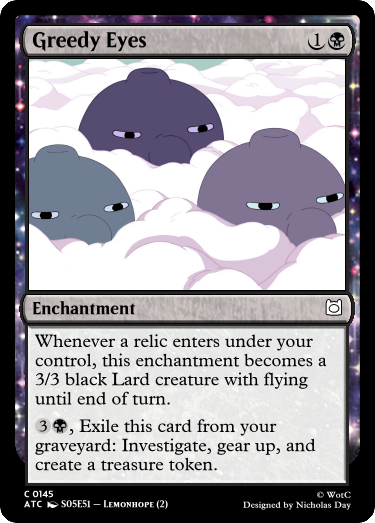 Greedy Eyes 1
Enchantment
Whenever a relic enters under your
control, this enchantment becomes a
3/3 black Lard creature with flying
until end of turn.
3, Exile this card from your
graveyard: Investigate, gear up, and
create a treasure token.
C 0145 © WotC
ATC S05E51 – Lemonhope (2) Designed by Nicholas Day